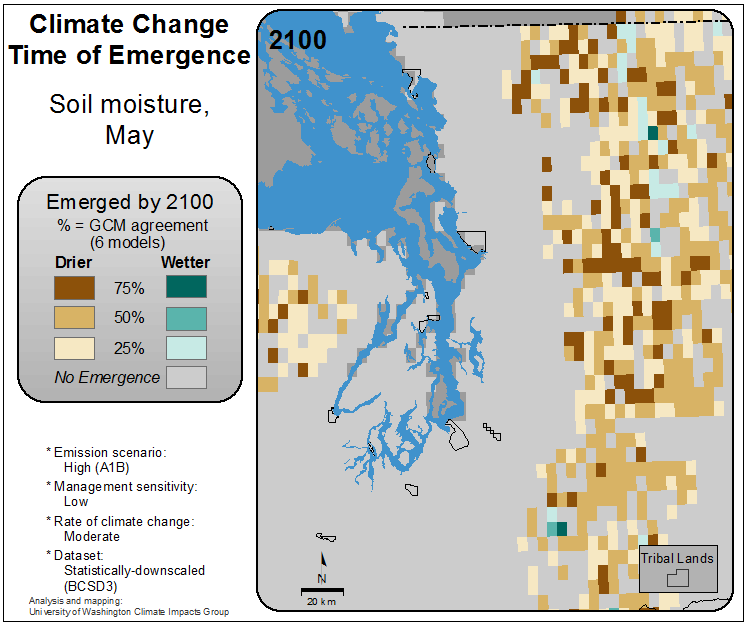 Climate Change
Time of Emergence
Soil moisture,
May
Emerged by 2100
% = GCM agreement
(6 models)
Drier Wetter
75%
50%
25%
No Emergence
* Emission scenario:
High (A1B)
* Management sensitivity:
Low
* Rate of climate change:
Moderate
* Dataset:
Statistically-downscaled
(BCSD3)
Analysis and mapping:
University of Washington Climate Impacts Group
2100
N
20 km
Tribal Lands